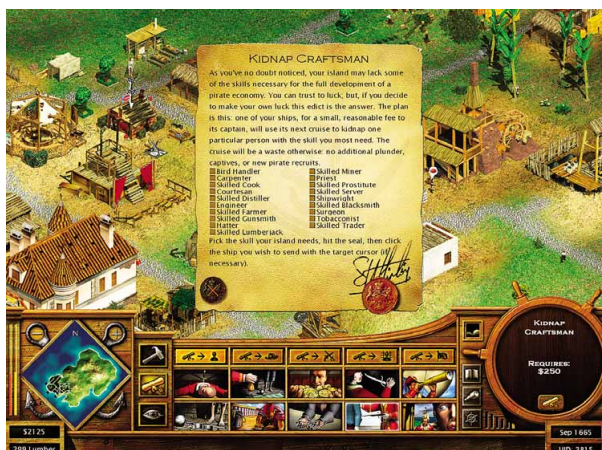 KIDNAP CRAFTSMAN
As you've no doubt noticed, your island may lack some
of the skills necessary for the full development of a
pirate economy. You can trust to luck, but, if you decide
to make your own luck this edict is the answer. The plan
is this: one of your ships, for a small, reasonable fee to
its captain, will use its next cruise to kidnap one
particular person with the skill you most need. The
cruise will be a waste otherwise: no additional plunder,
captives, or new pirate recruits.
Bird Handler
Carpenter
Skilled Cook
Courtesan
Skilled Distiller
Engineer
Skilled Farmer
Skilled Gunsmith
Hatter
Skilled Lumberjack
Skilled Miner
Priest
Skilled Prostitute
Skilled Server
Shipwright
Skilled Blacksmith
Surgeon
Tobacconist
Skilled Trader
Pick the skill your island needs, hit the seal, then click
the ship you wish to send with the target cursor (if
necessary).
N
KIDNAP
CRAFTSMAN
REQUIRES:
$250
$2125
Sep 1665